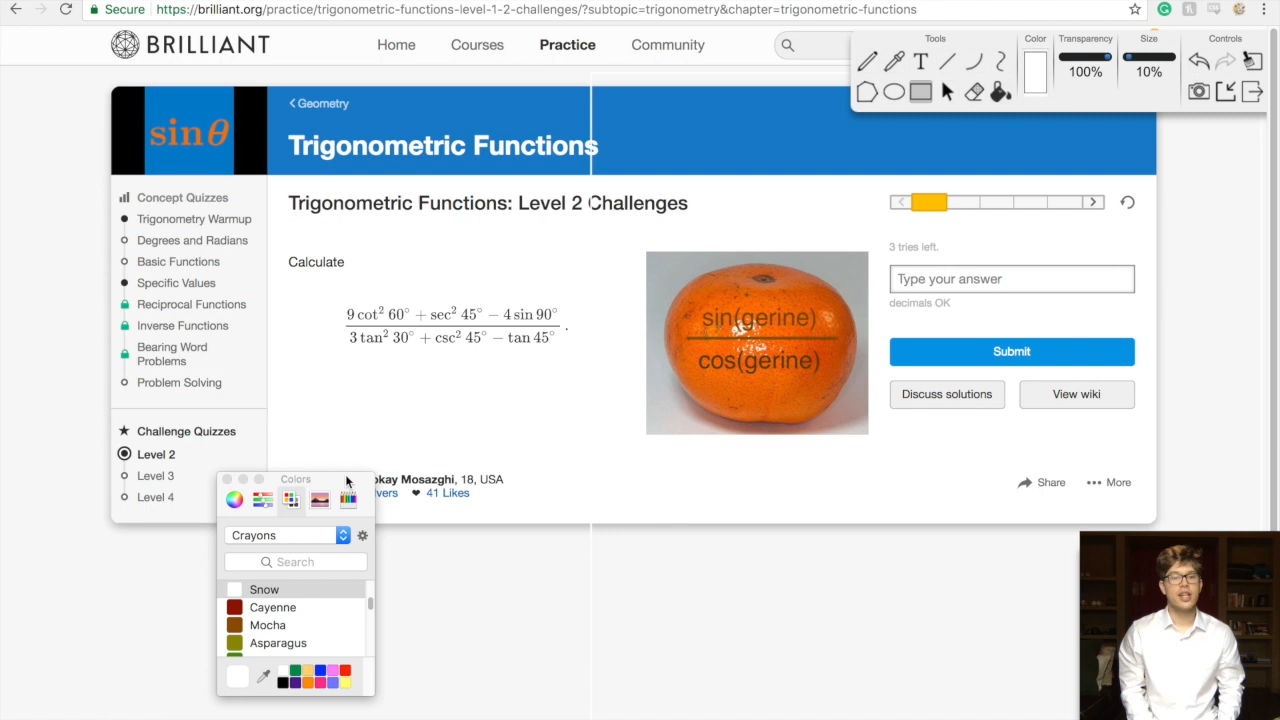 Secure
https://brilliant.org/practice/trigonometric-functions-level-1-2-challenges/?subtopic=trigonometry&chapter=trigonometric-functions
BRILLIANT
Home Courses Practice Community
Tools Color Transparency Size Controls
T
100% 10%
sinθ
Geometry
Trigonometric Functions
Concept Quizzes
Trigonometry Warmup
Degrees and Radians
Basic Functions
Specific Values
Reciprocal Functions
Inverse Functions
Bearing Word
Problems
Problem Solving
Challenge Quizzes
Level 2
Level 3
Level 4
Trigonometric Functions: Level 2 Challenges
Calculate
9 cot² 60° + sec² 45° − 4 sin 90°
3 tan² 30° + csc² 45° − tan 45° .
sin(gerine)
cos(gerine)
3 tries left.
Type your answer
decimals OK
Submit
Discuss solutions View wiki
Mosazghi, 18, USA
41 Likes
Share ••• More
Colors
Crayons
Search
Snow
Cayenne
Mocha
Asparagus